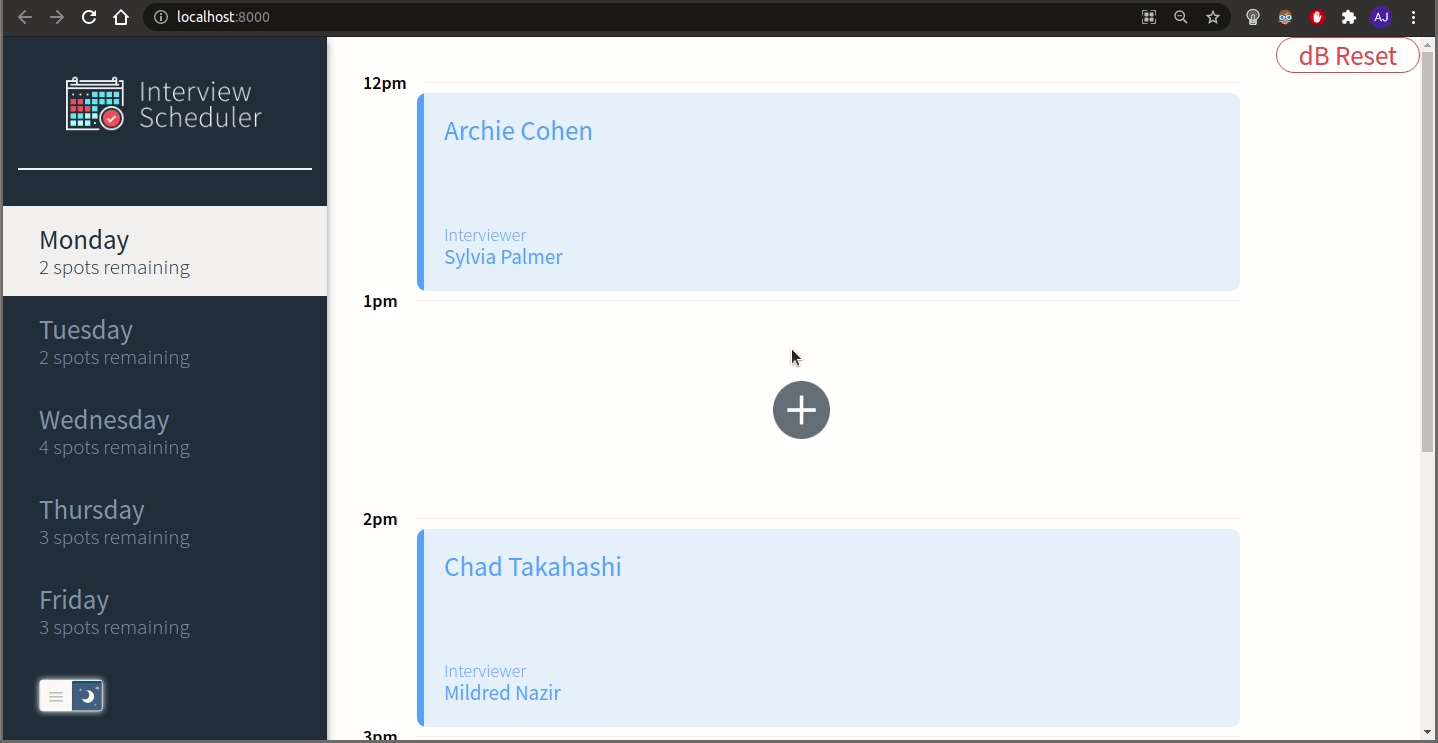 localhost:8000
AJ
Interview
Scheduler
Monday
2 spots remaining
Tuesday
2 spots remaining
Wednesday
4 spots remaining
Thursday
3 spots remaining
Friday
3 spots remaining
dB Reset
12pm
Archie Cohen
Interviewer
Sylvia Palmer
1pm
2pm
Chad Takahashi
Interviewer
Mildred Nazir
3pm